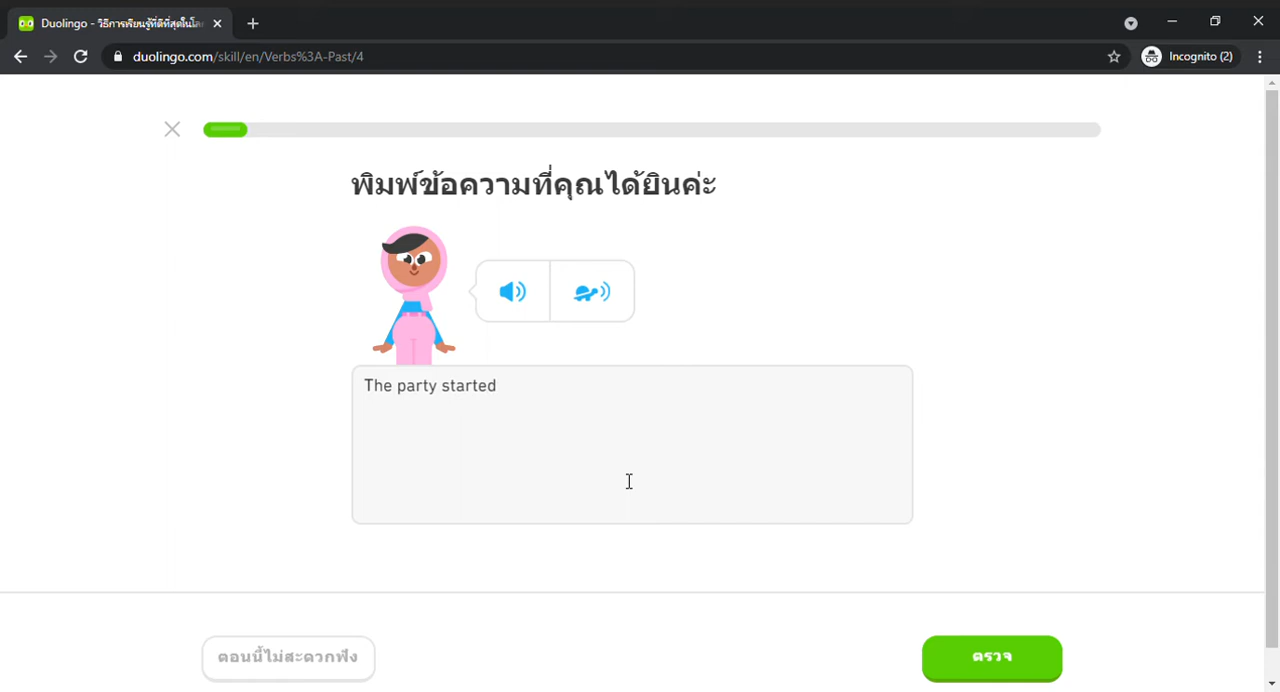 Duolingo - วิธีการเรียนรู้ที่ดีที่สุดในโล
duolingo.com/skill/en/Verbs%3A-Past/4
Incognito (2)
พิมพ์ข้อความที่คุณได้ยินค่ะ
The party started
ตอนนี้ไม่สะดวกฟัง
ตรวจ